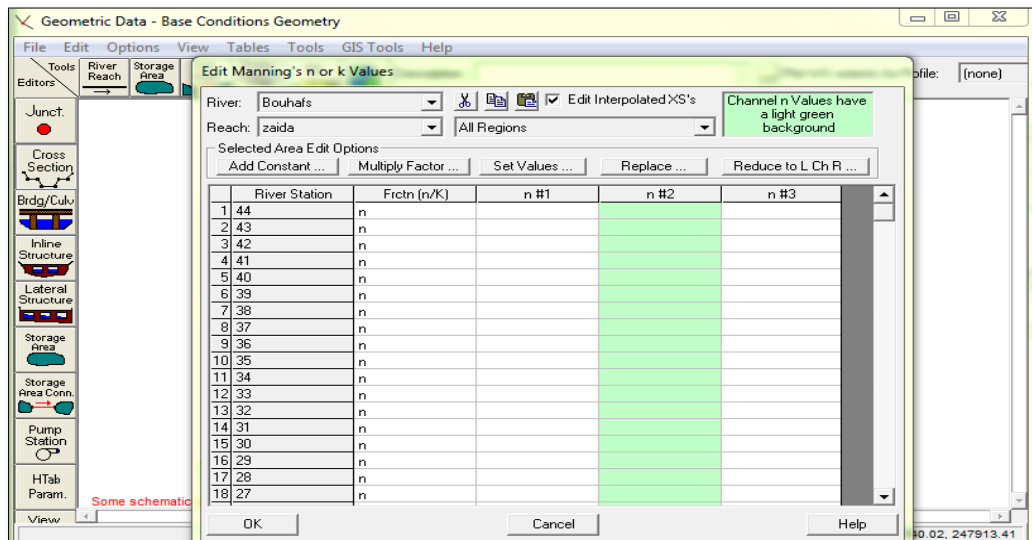 Geometric Data - Base Conditions Geometry
File Edit Options View Tables Tools GIS Tools Help
Tools
Editors
River
Reach
Storage
Area
ofile: (none)
Junct.
Cross
Section
Brdg/Culv
Inline
Structure
Lateral
Structure
Storage
Area
Storage
Area Conn.
Pump
Station
HTab
Param.
View
Some schematic
Edit Manning's n or k Values
River: Bouhafs
Edit Interpolated XS's
Channel n Values have
a light green
background
Reach: zaida
All Regions
Selected Area Edit Options
Add Constant ... Multiply Factor ... Set Values ... Replace ... Reduce to L Ch R ...
River Station Frctn (n/K) n #1 n #2 n #3
1 44 n
2 43 n
3 42 n
4 41 n
5 40 n
6 39 n
7 38 n
8 37 n
9 36 n
10 35 n
11 34 n
12 33 n
13 32 n
14 31 n
15 30 n
16 29 n
17 28 n
18 27 n
OK Cancel Help
40.02, 247913.41